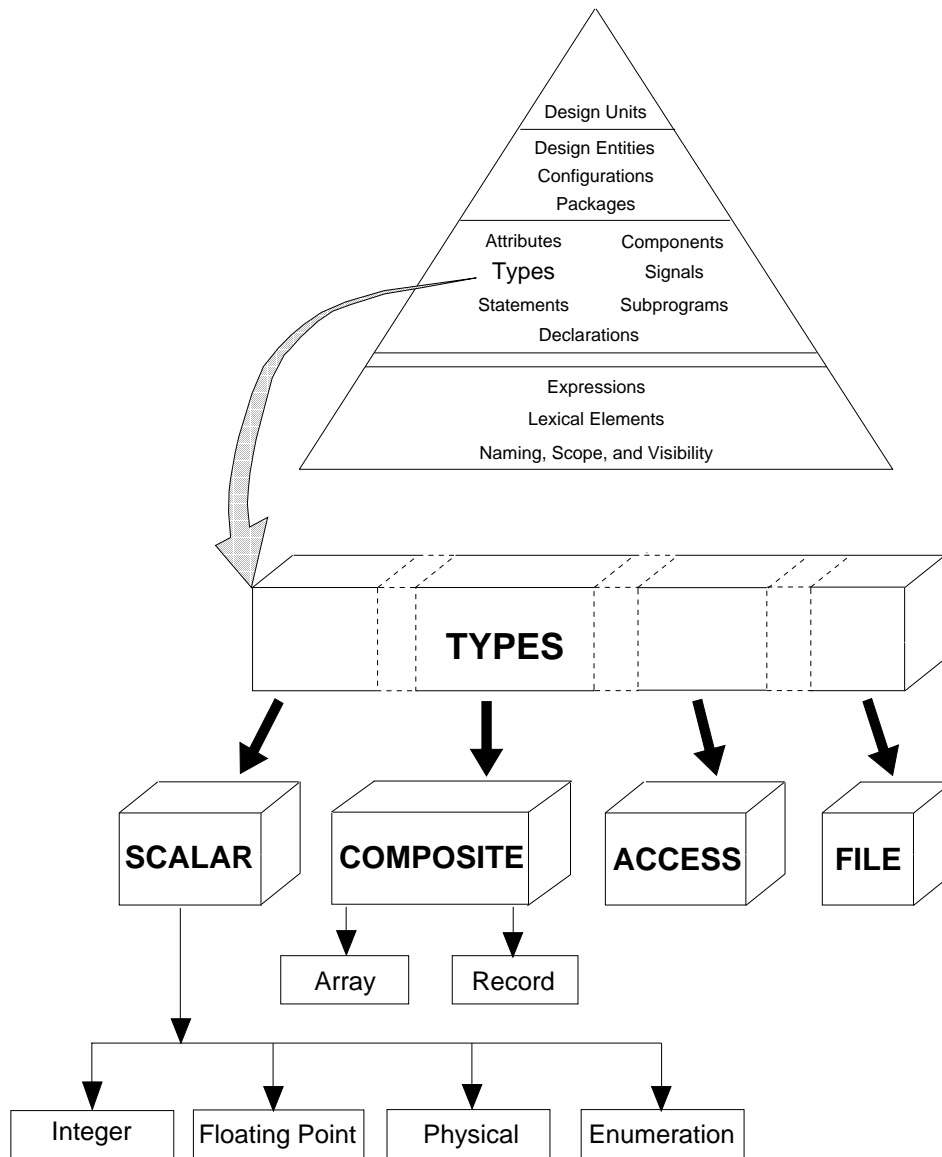 Design Units
Design Entities
Configurations
Packages
Attributes Components
Types Signals
Statements Subprograms
Declarations
Expressions
Lexical Elements
Naming, Scope, and Visibility
TYPES
SCALAR COMPOSITE ACCESS FILE
Array Record
Integer Floating Point Physical Enumeration